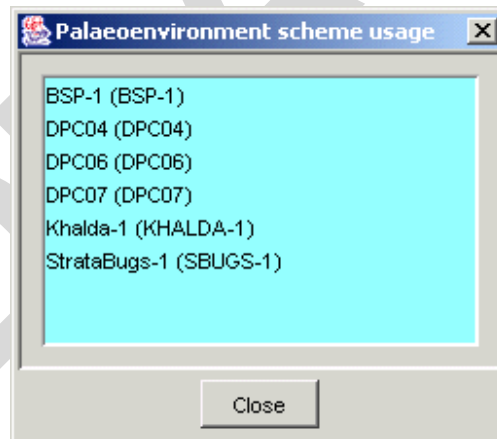 Palaeoenvironment scheme usage
BSP-1 (BSP-1)
DPC04 (DPC04)
DPC06 (DPC06)
DPC07 (DPC07)
Khalda-1 (KHALDA-1)
StrataBugs-1 (SBUGS-1)
Close